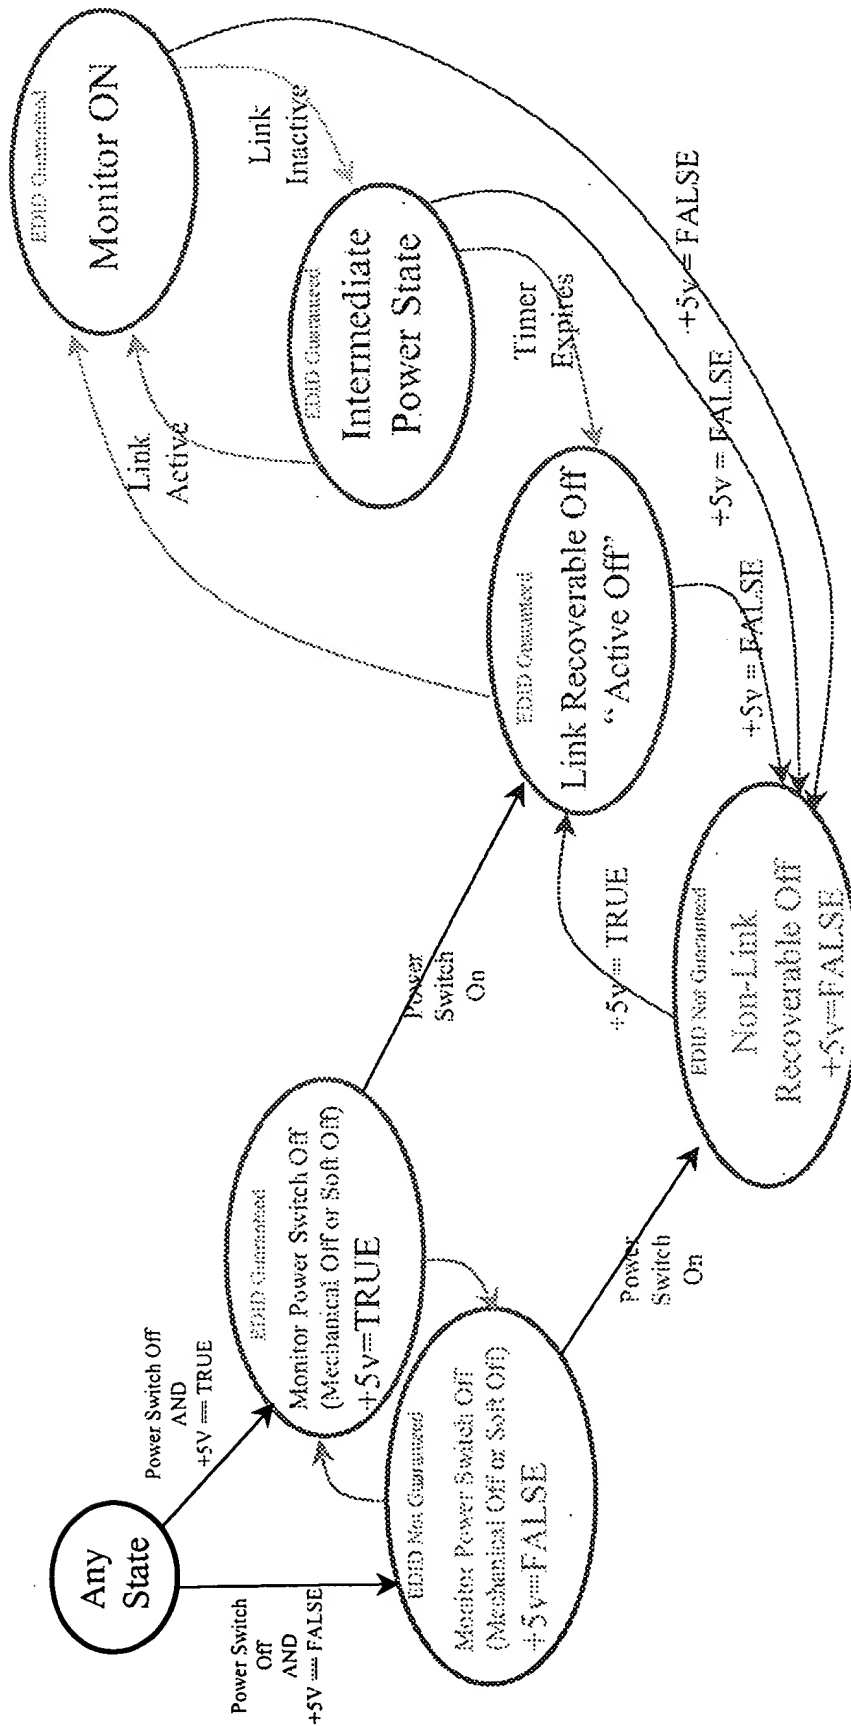 Any
State
Power Switch Off
AND
+5V == TRUE
Power Switch
Off
AND
+5V == FALSE
EDID Guaranteed
Monitor Power Switch Off
(Mechanical Off or Soft Off)
+5v=TRUE
EDID Not Guaranteed
Monitor Power Switch Off
(Mechanical Off or Soft Off)
+5v=FALSE
Power
Switch
On
Power
Switch
On
EDID Not Guaranteed
Non-Link
Recoverable Off
+5v=FALSE
+5v = TRUE
EDID Guaranteed
Link Recoverable Off
“Active Off”
+5v = FALSE
+5v = FALSE
+5v = FALSE
Timer
Expires
EDID Guaranteed
Intermediate
Power State
Link
Active
Link
Inactive
EDID Guaranteed
Monitor ON